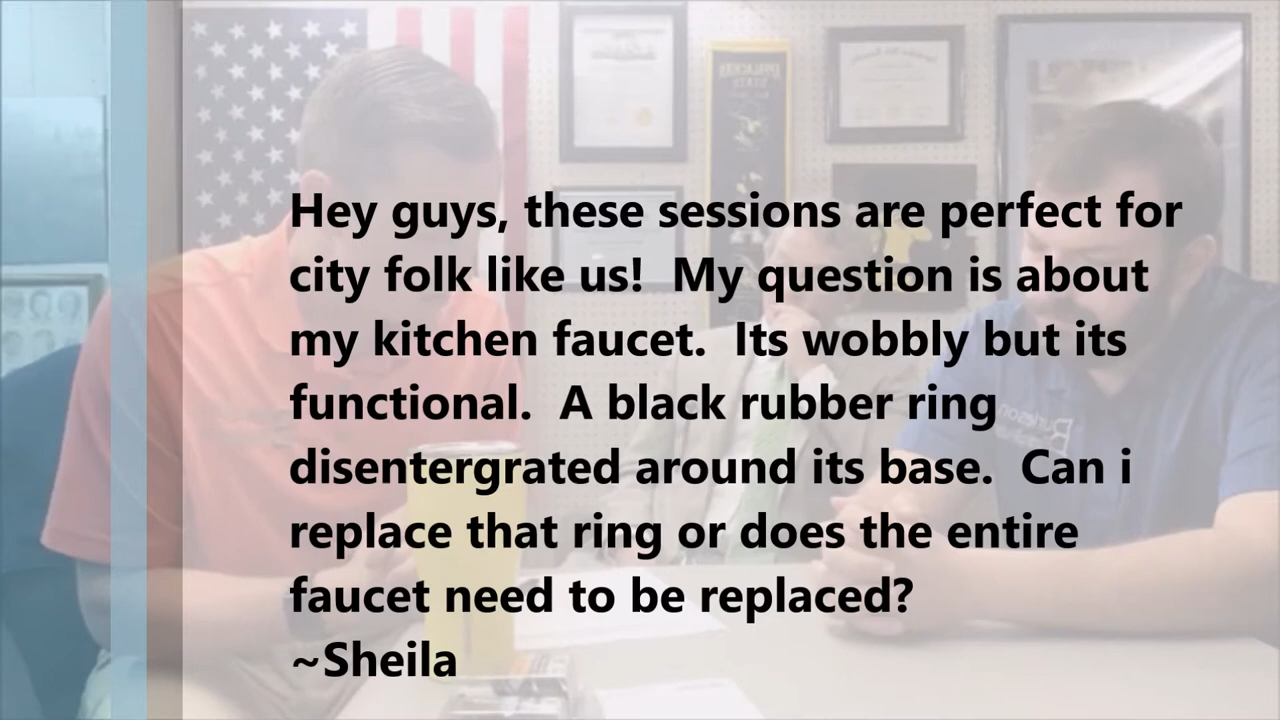 Hey guys, these sessions are perfect for
city folk like us!  My question is about
my kitchen faucet.  Its wobbly but its
functional.  A black rubber ring
disentergrated around its base.  Can i
replace that ring or does the entire
faucet need to be replaced?
~Sheila